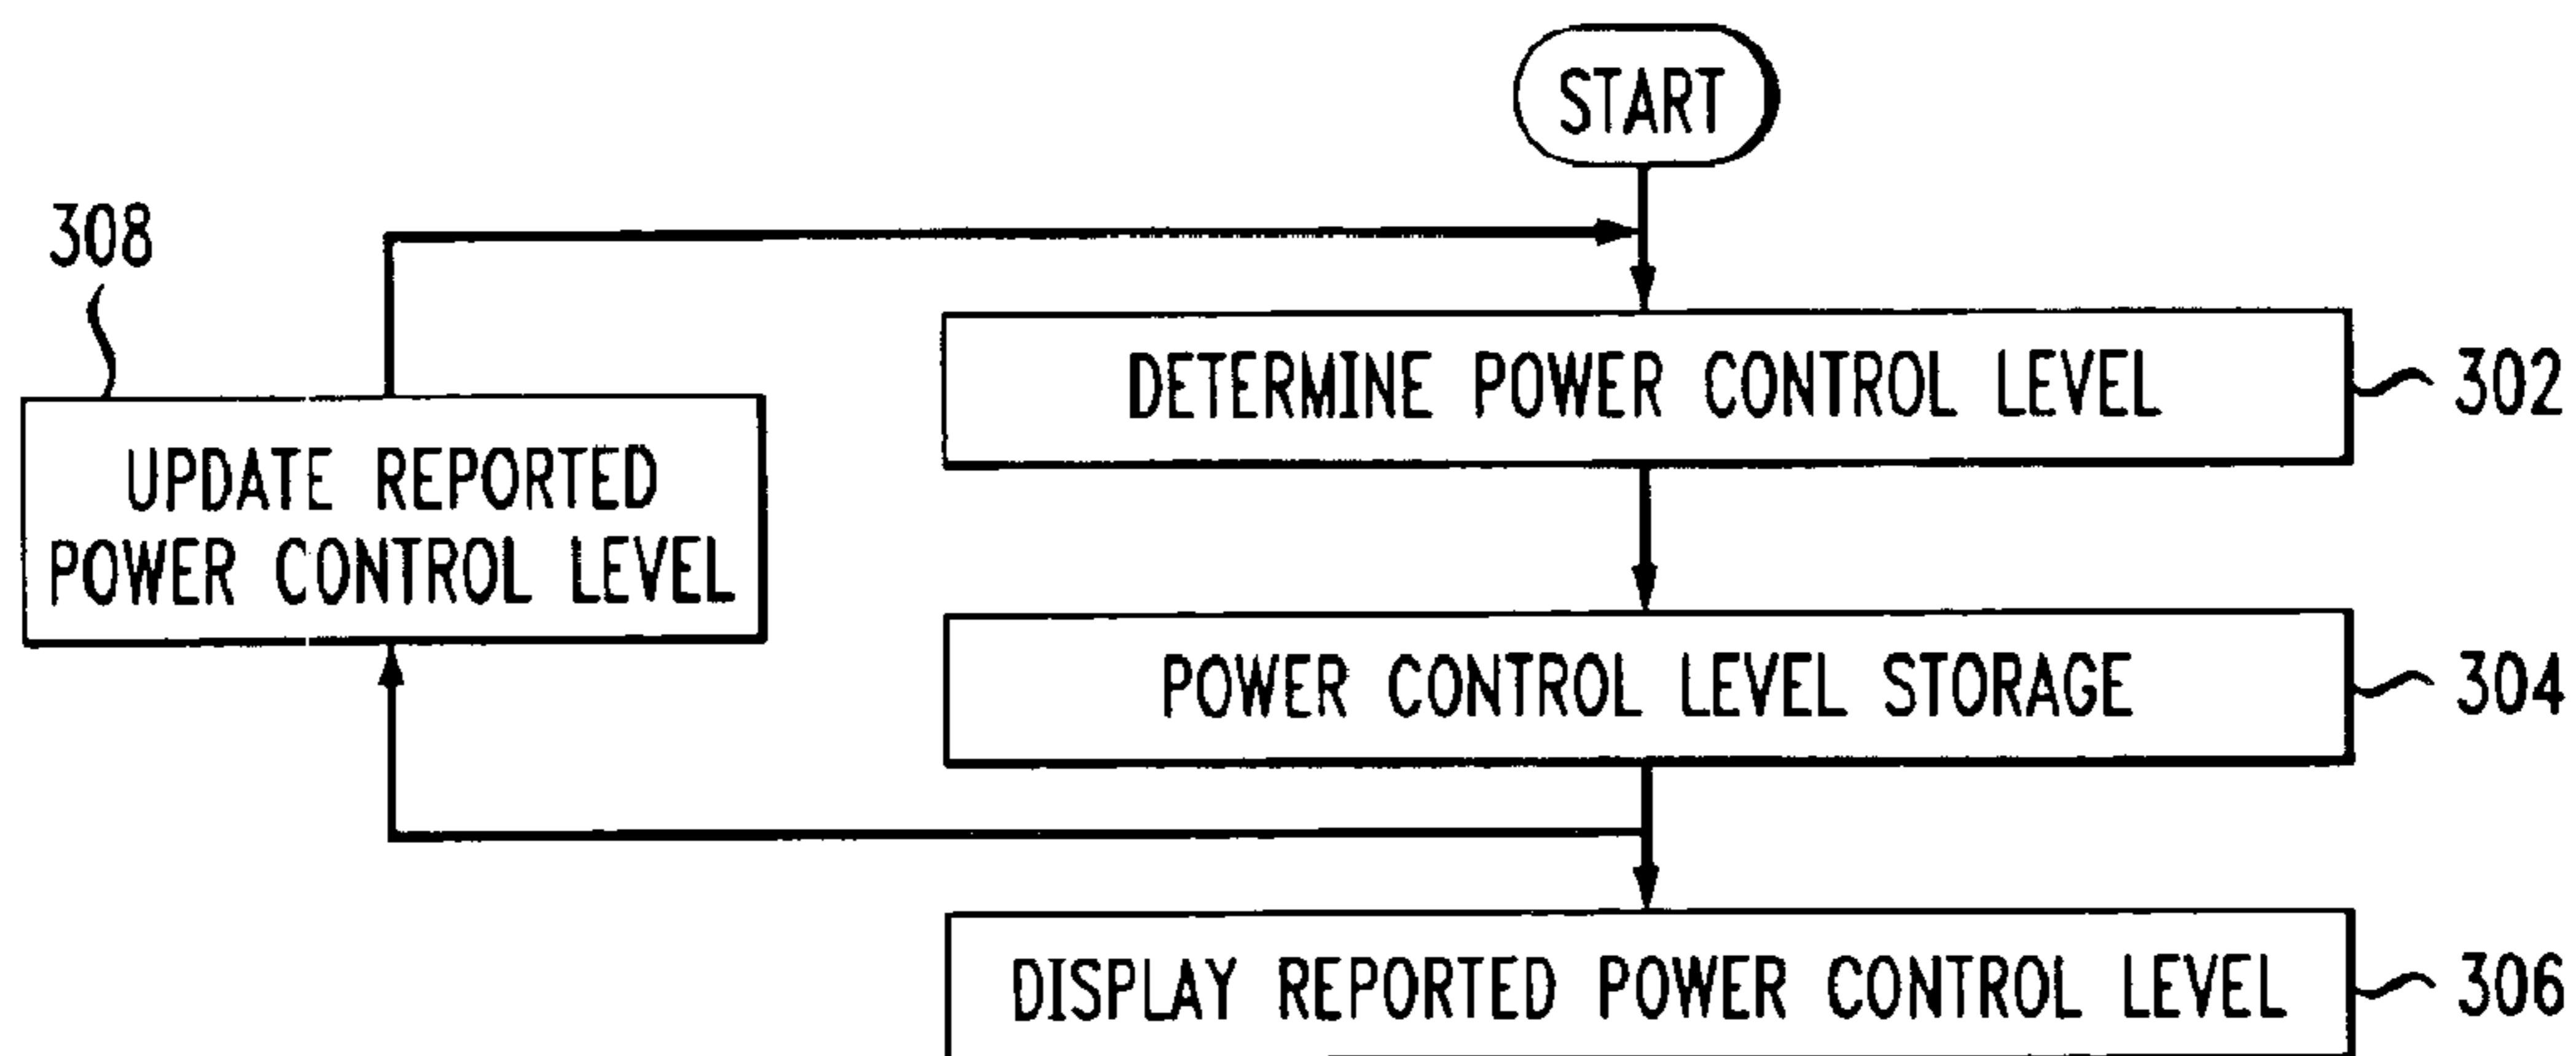 START
308
DETERMINE POWER CONTROL LEVEL
302
UPDATE REPORTED
POWER CONTROL LEVEL
POWER CONTROL LEVEL STORAGE
304
DISPLAY REPORTED POWER CONTROL LEVEL
306